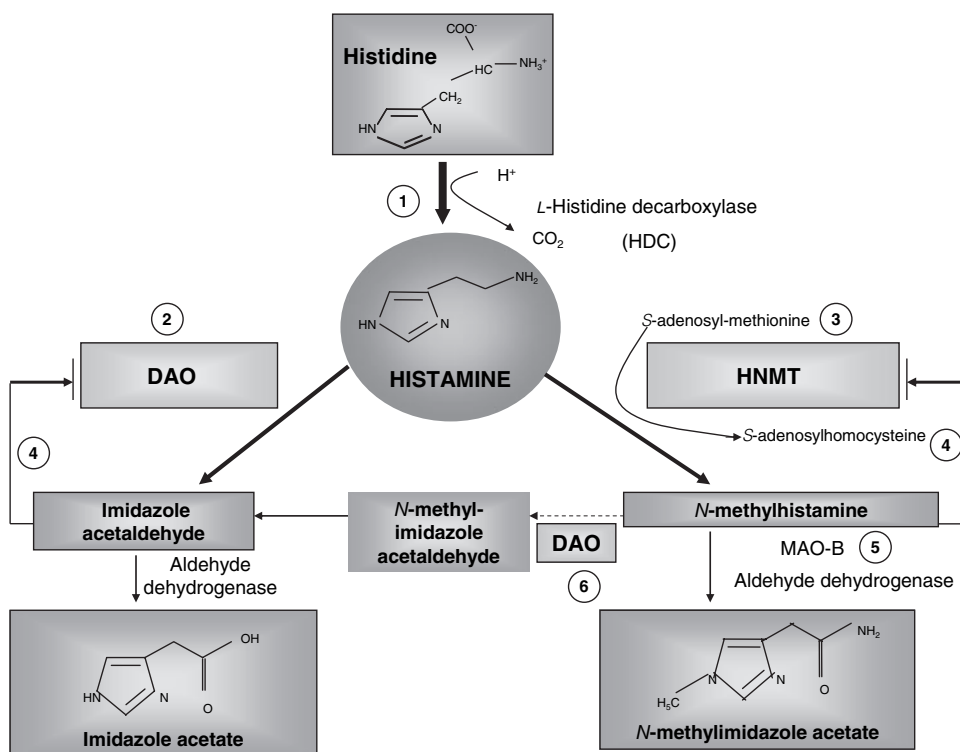 COO⁻
Histidine
HC
NH₃⁺
CH₂
HN
N
1
H⁺
L-Histidine decarboxylase
CO₂
(HDC)
NH₂
HN
N
HISTAMINE
2
DAO
S-adenosyl-methionine
3
HNMT
S-adenosylhomocysteine
4
4
Imidazole
acetaldehyde
N-methyl-
imidazole
acetaldehyde
N-methylhistamine
DAO
6
MAO-B
5
Aldehyde dehydrogenase
Aldehyde
dehydrogenase
OH
HN
N
O
Imidazole acetate
NH₂
N
N
H₅C
O
N-methylimidazole acetate